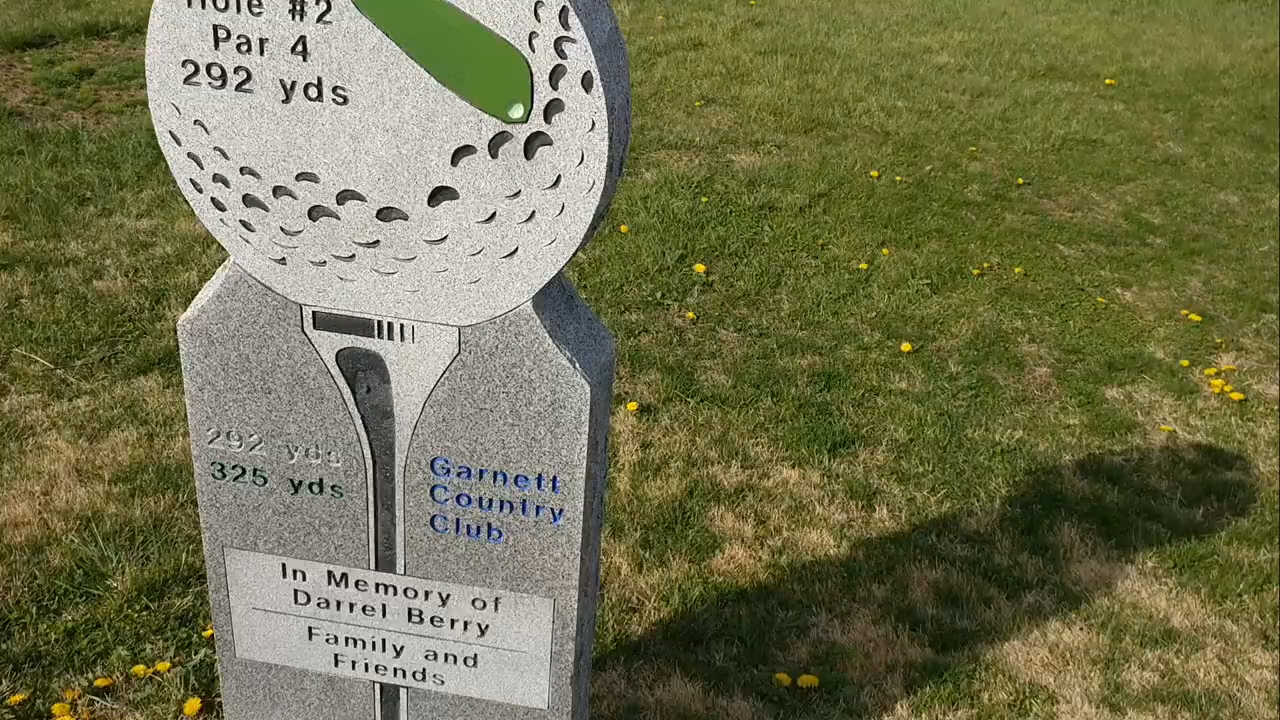 Hole #2
Par 4
292 yds
292 yds
325 yds
Garnett
Country
Club
In Memory of
Darrel Berry
Family and
Friends